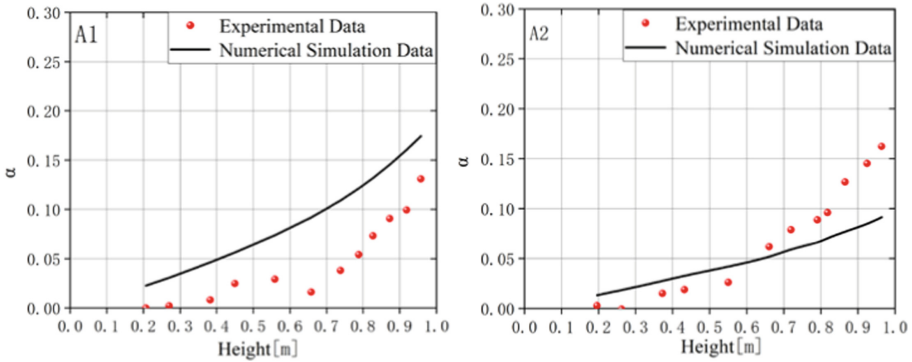 A1
Experimental Data
Numerical Simulation Data
0.30
0.25
0.20
0.15
0.10
0.05
0.00
α
0.0 0.1 0.2 0.3 0.4 0.5 0.6 0.7 0.8 0.9 1.0
Height[m]
A2
Experimental Data
Numerical Simulation Data
0.30
0.25
0.20
0.15
0.10
0.05
0.00
α
0.0 0.1 0.2 0.3 0.4 0.5 0.6 0.7 0.8 0.9 1.0
Height[m]